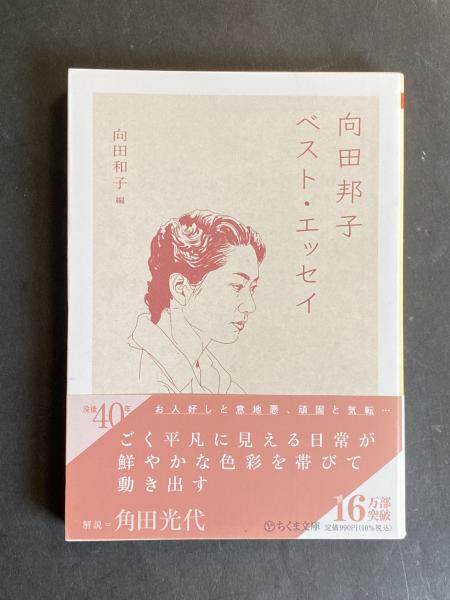 向田邦子
ベスト・エッセイ
向田和子 編
没後40年
お人好しと意地悪、頑固と気転…
ごく平凡に見える日常が
鮮やかな色彩を帯びて
動き出す
解説=角田光代
ちくま文庫
16万部突破
定価990円(10%税込)